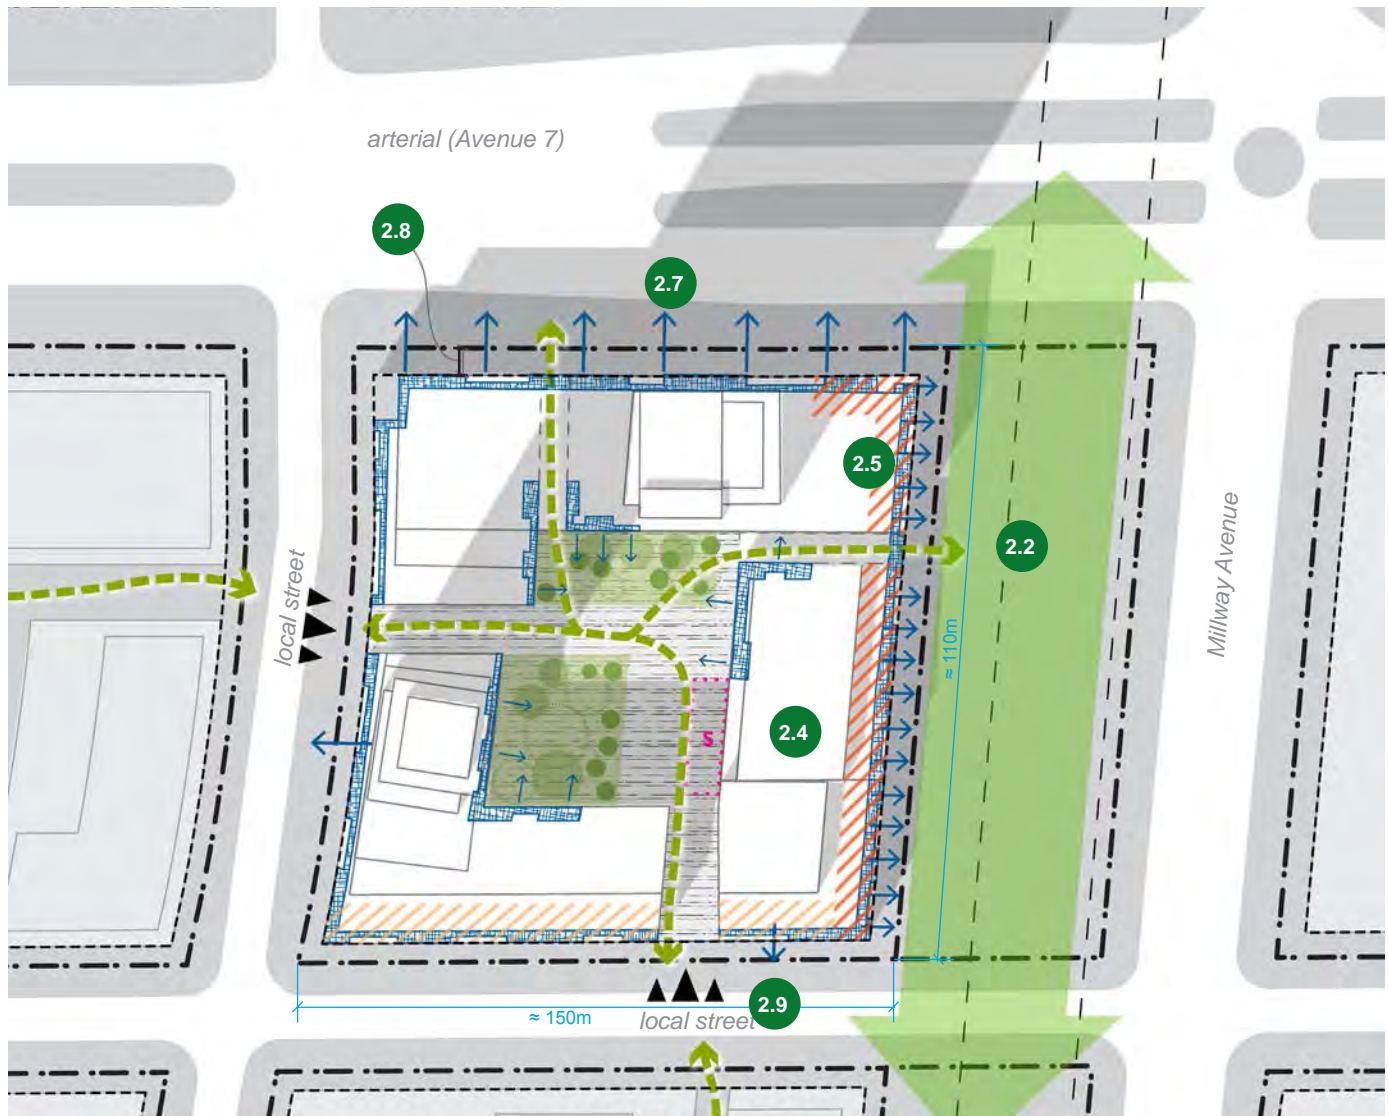 arterial (Avenue 7)
2.8
2.7
2.5
2.2
local street
Millway Avenue
≈ 110m
2.4
S
2.9
≈ 150m
local street